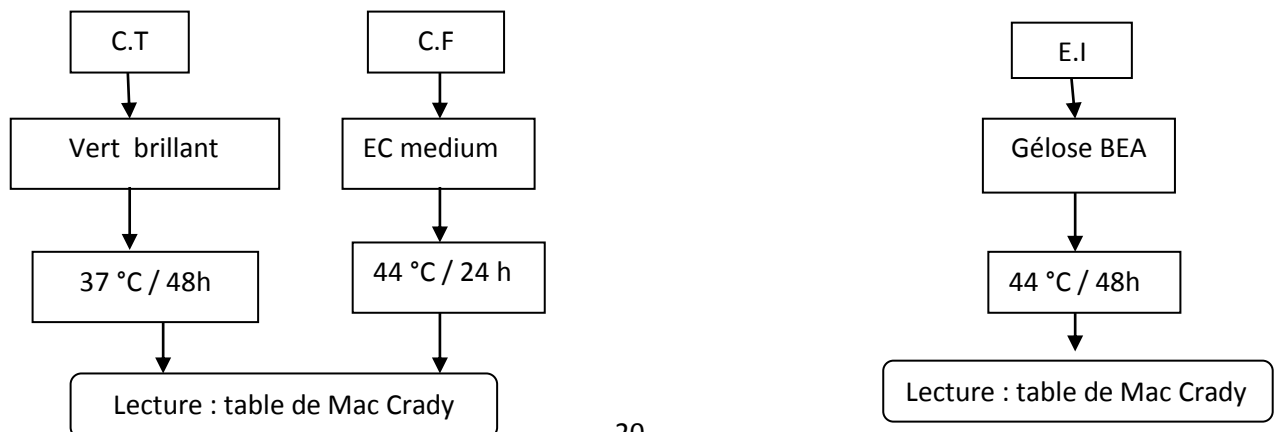 C.T
C.F
E.I
Vert brillant
EC medium
Gélose BEA
37 °C / 48h
44 °C / 24 h
44 °C / 48h
Lecture : table de Mac Crady
Lecture : table de Mac Crady